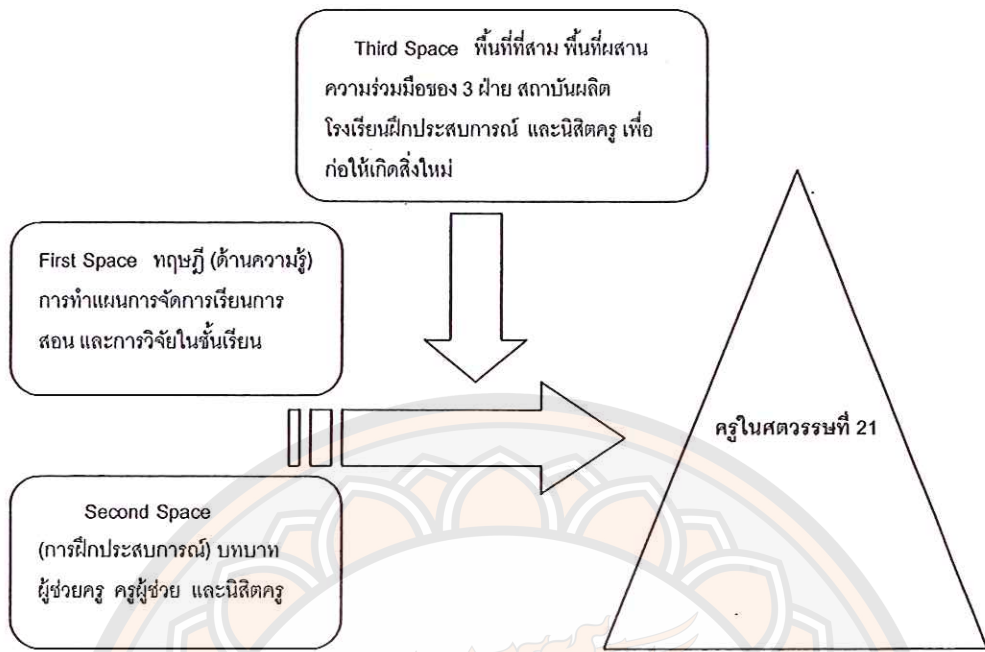 Third Space พื้นที่ที่สาม พื้นที่ผสาน
ความร่วมมือของ 3 ฝ่าย สถาบันผลิต
โรงเรียนฝึกประสบการณ์ และนิสิตครู เพื่อ
ก่อให้เกิดสิ่งใหม่
First Space ทฤษฎี (ด้านความรู้)
การทำแผนการจัดการเรียนการ
สอน และการวิจัยในชั้นเรียน
ครูในศตวรรษที่ 21
Second Space
(การฝึกประสบการณ์) บทบาท
ผู้ช่วยครู ครูผู้ช่วย และนิสิตครู